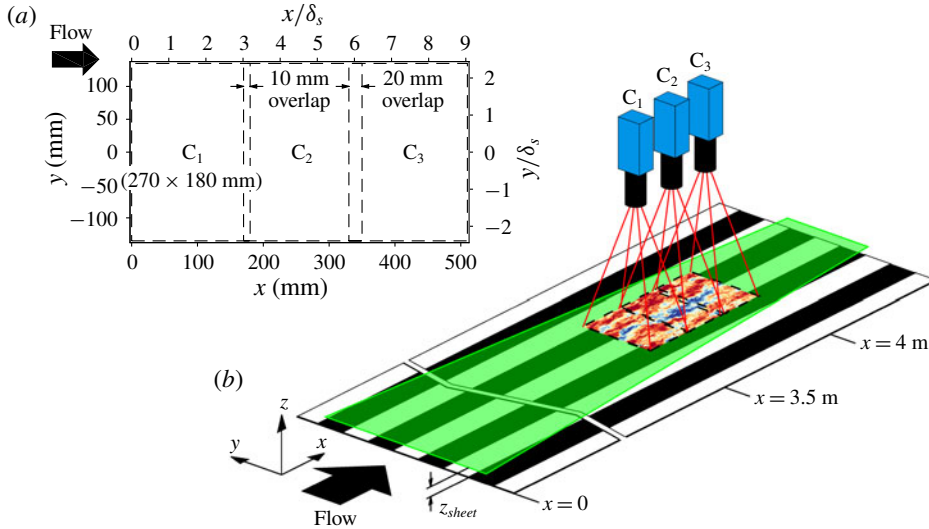 (a)
x/δs
Flow
0 1 2 3 4 5 6 7 8 9
y (mm)
100
50
0
−50
−100
10 mm
overlap
20 mm
overlap
C1
C2
C3
(270 × 180 mm)
2
1
0
−1
−2
y/δs
0 100 200 300 400 500
x (mm)
C1
C2
C3
(b)
x = 4 m
x = 3.5 m
x = 0
z
y
x
zsheet
Flow